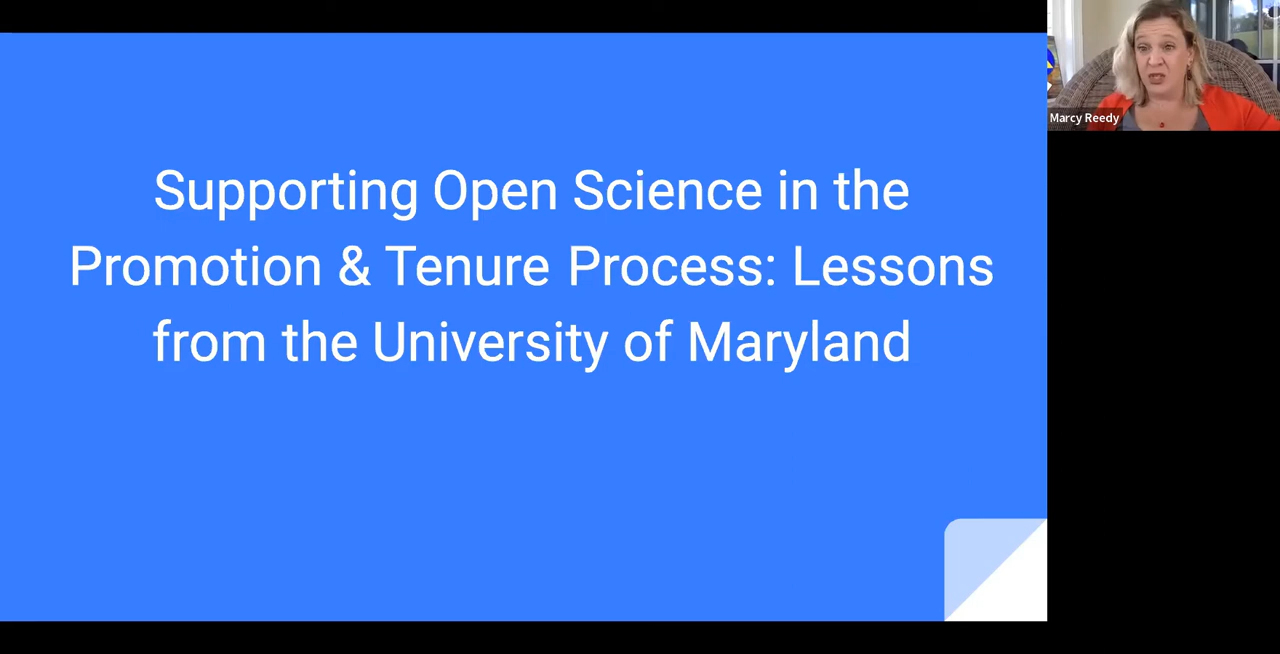 Supporting Open Science in the
Promotion & Tenure Process: Lessons
from the University of Maryland
Marcy Reedy